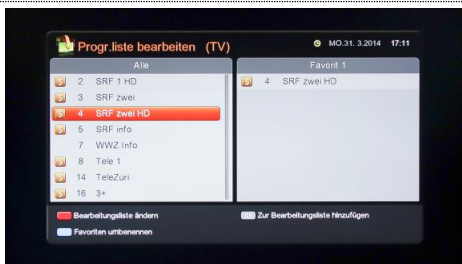 Progr.liste bearbeiten (TV)
MO.31. 3.2014 17:11
Alle
S 2 SRF 1 HD
S 3 SRF zwei
S 4 SRF zwei HD
S 5 SRF info
7 WWZ Info
S 8 Tele 1
S 14 TeleZüri
S 16 3+
Favorit 1
S 4 SRF zwei HD
Bearbeitungsliste ändern
OK Zur Bearbeitungsliste hinzufügen
Favoriten umbenennen